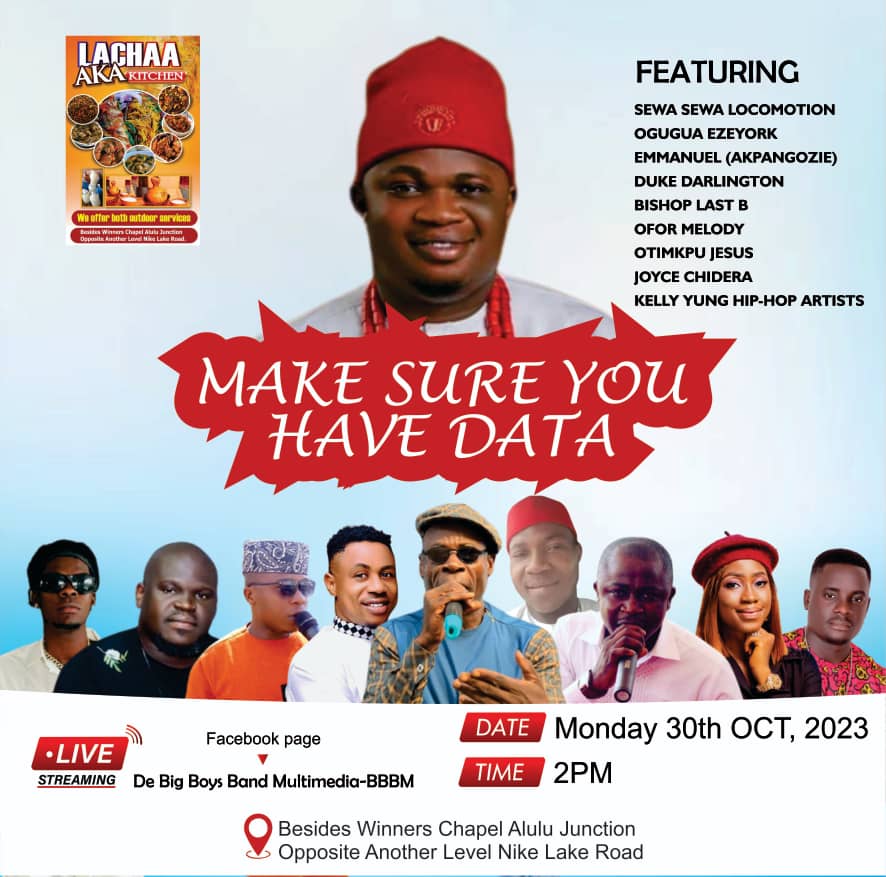 LACHAA
AKA KITCHEN
We offer both outdoor services
Besides Winners Chapel Alulu Junction
Opposite Another Level Nike Lake Road.
FEATURING
SEWA SEWA LOCOMOTION
OGUGUA EZEYORK
EMMANUEL (AKPANGOZIE)
DUKE DARLINGTON
BISHOP LAST B
OFOR MELODY
OTIMKPU JESUS
JOYCE CHIDERA
KELLY YUNG HIP-HOP ARTISTS
MAKE SURE YOU
HAVE DATA
LIVE
STREAMING
Facebook page
De Big Boys Band Multimedia-BBBM
DATE Monday 30th OCT, 2023
TIME 2PM
Besides Winners Chapel Alulu Junction
Opposite Another Level Nike Lake Road